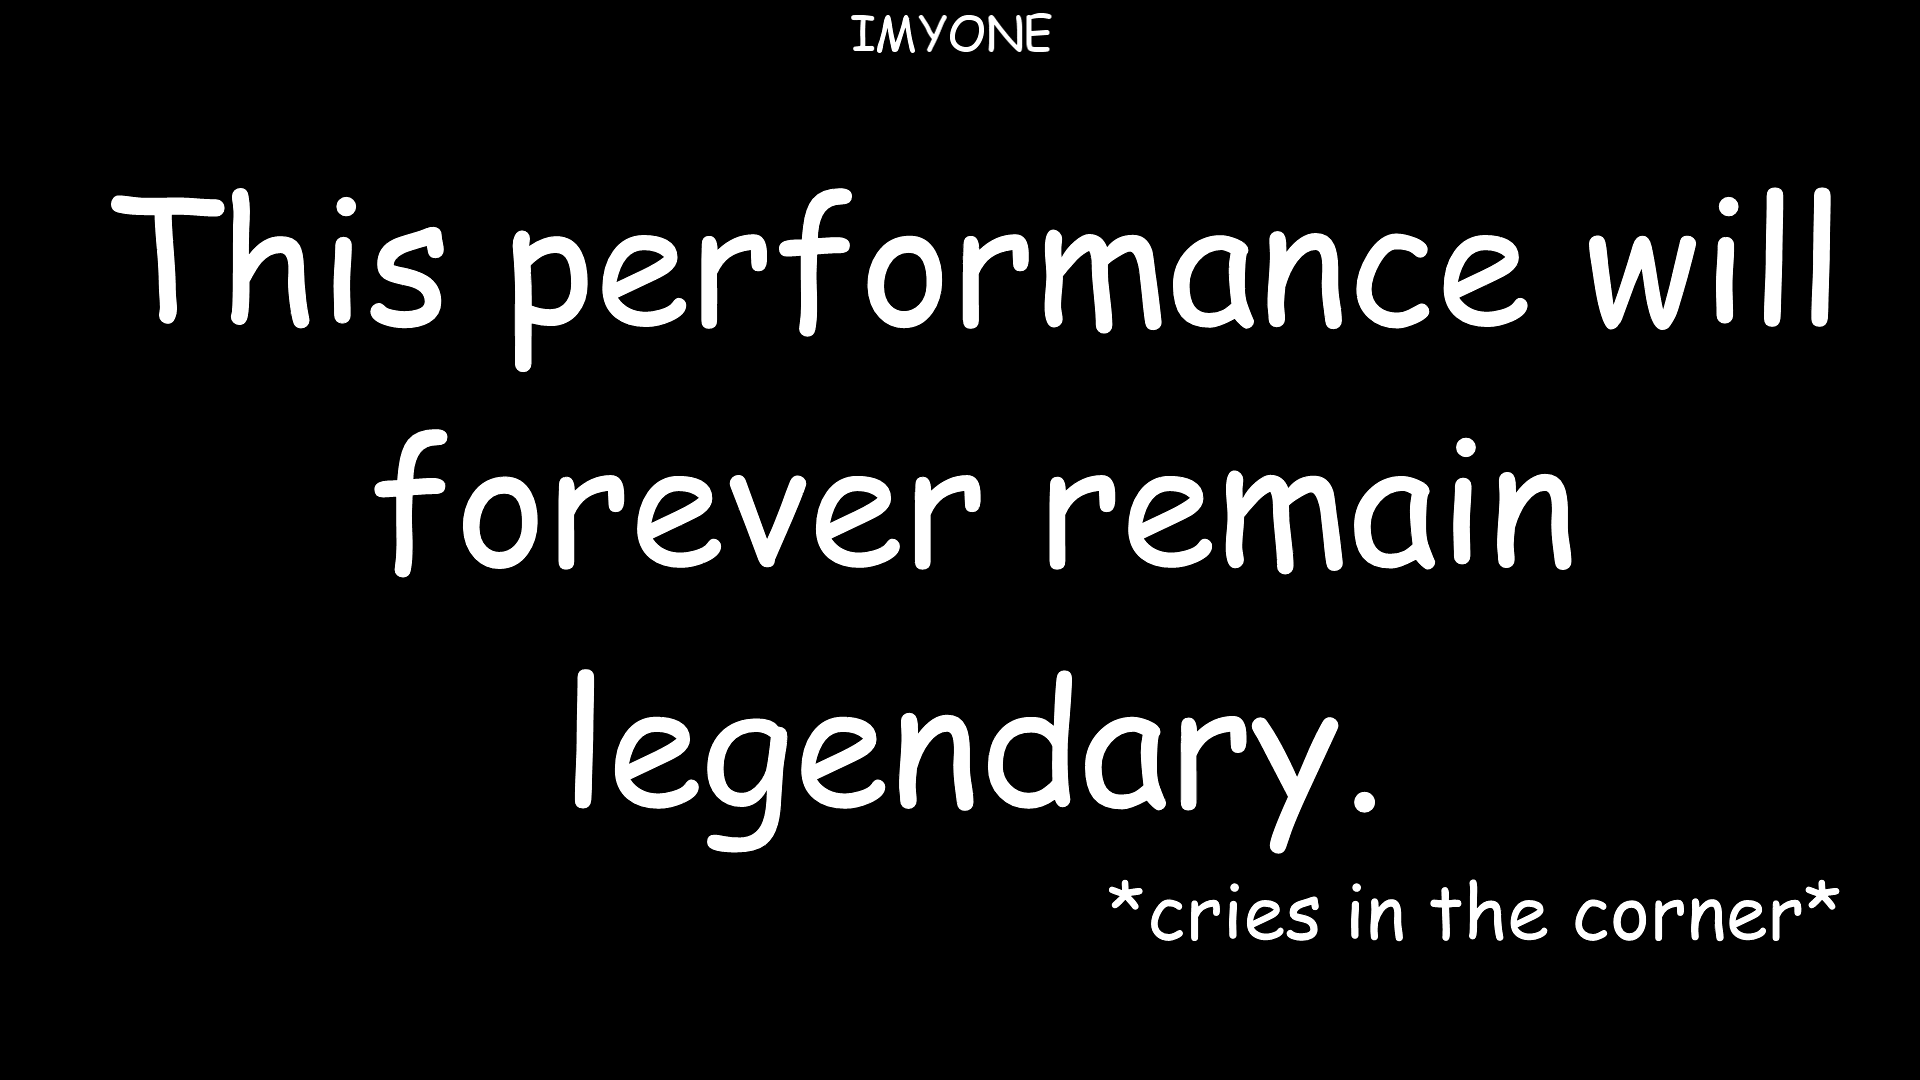 IMYONE
This performance will
forever remain
legendary.
*cries in the corner*